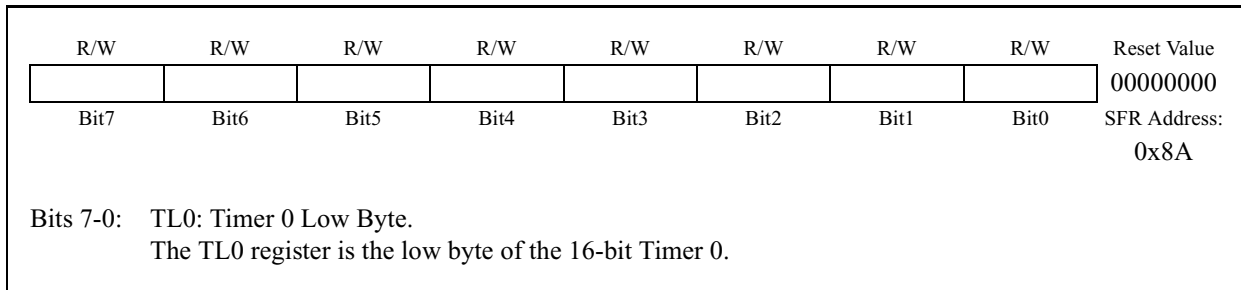 R/W R/W R/W R/W R/W R/W R/W R/W Reset Value
00000000
Bit7 Bit6 Bit5 Bit4 Bit3 Bit2 Bit1 Bit0 SFR Address:
0x8A
Bits 7-0: TL0: Timer 0 Low Byte.
The TL0 register is the low byte of the 16-bit Timer 0.